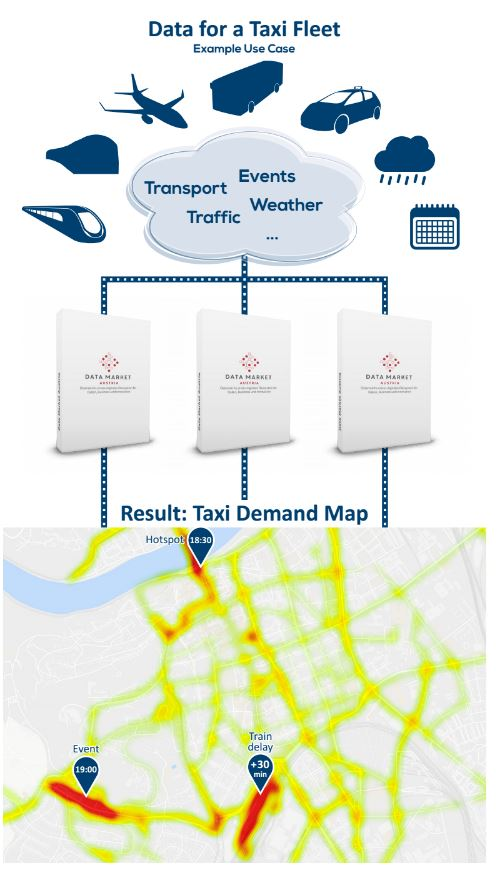 Data for a Taxi Fleet
Example Use Case
Events
Transport
Weather
Traffic
...
DATA MARKET
AUSTRIA
DATA MARKET
AUSTRIA
DATA MARKET
AUSTRIA
Result: Taxi Demand Map
Hotspot 18:30
Train
delay
Event
+30
min
19:00